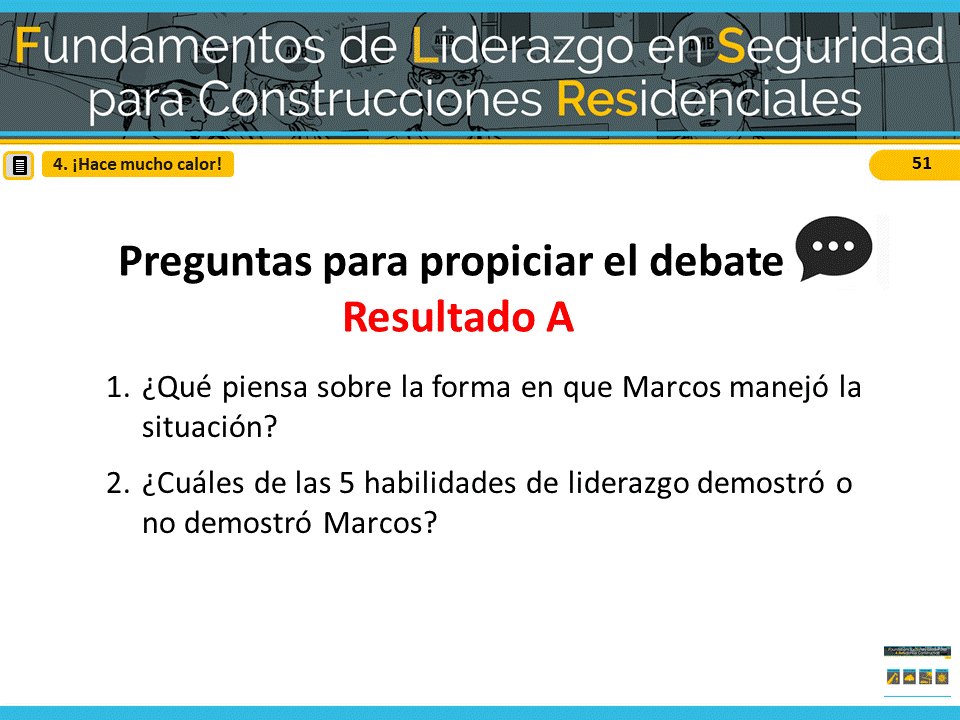 Fundamentos de Liderazgo en Seguridad
para Construcciones Residenciales
4. ¡Hace mucho calor!
51
Preguntas para propiciar el debate
Resultado A
1. ¿Qué piensa sobre la forma en que Marcos manejó la
situación?
2. ¿Cuáles de las 5 habilidades de liderazgo demostró o
no demostró Marcos?